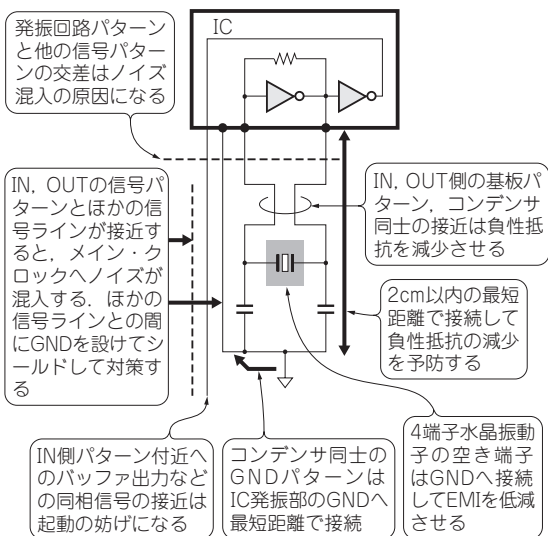 発振回路パターン
と他の信号パター
ンの交差はノイズ
混入の原因になる
IC
IN，OUTの信号パ
ターンとほかの信
号ラインが接近す
ると，メイン・ク
ロックへノイズが
混入する．ほかの
信号ラインとの間
にGNDを設けてシ
ールドして対策す
る
IN，OUT側の基板パ
ターン，コンデンサ
同士の接近は負性抵
抗を減少させる
2cm以内の最短
距離で接続して
負性抵抗の減少
を予防する
IN側パターン付近へ
のバッファ出力など
の同相信号の接近は
起動の妨げになる
コンデンサ同士の
GNDパターンは
IC発振部のGNDへ
最短距離で接続
4端子水晶振動
子の空き端子
はGNDへ接続
してEMIを低減
させる